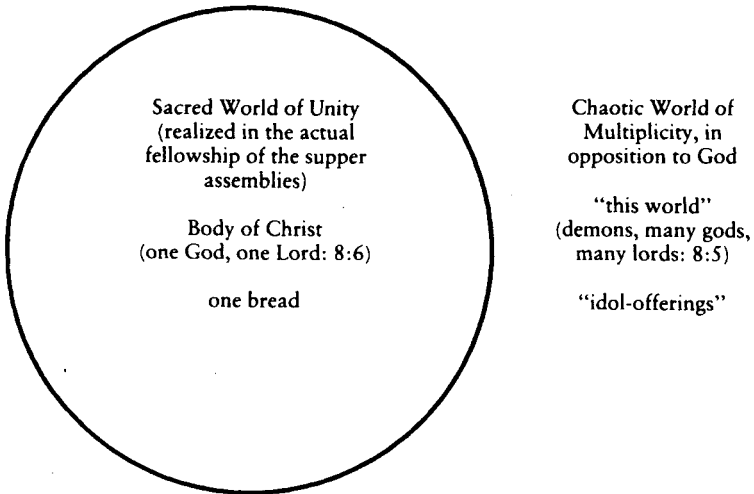 Sacred World of Unity
(realized in the actual
fellowship of the supper
assemblies)
Body of Christ
(one God, one Lord: 8:6)
one bread
Chaotic World of
Multiplicity, in
opposition to God
“this world”
(demons, many gods,
many lords: 8:5)
“idol-offerings”